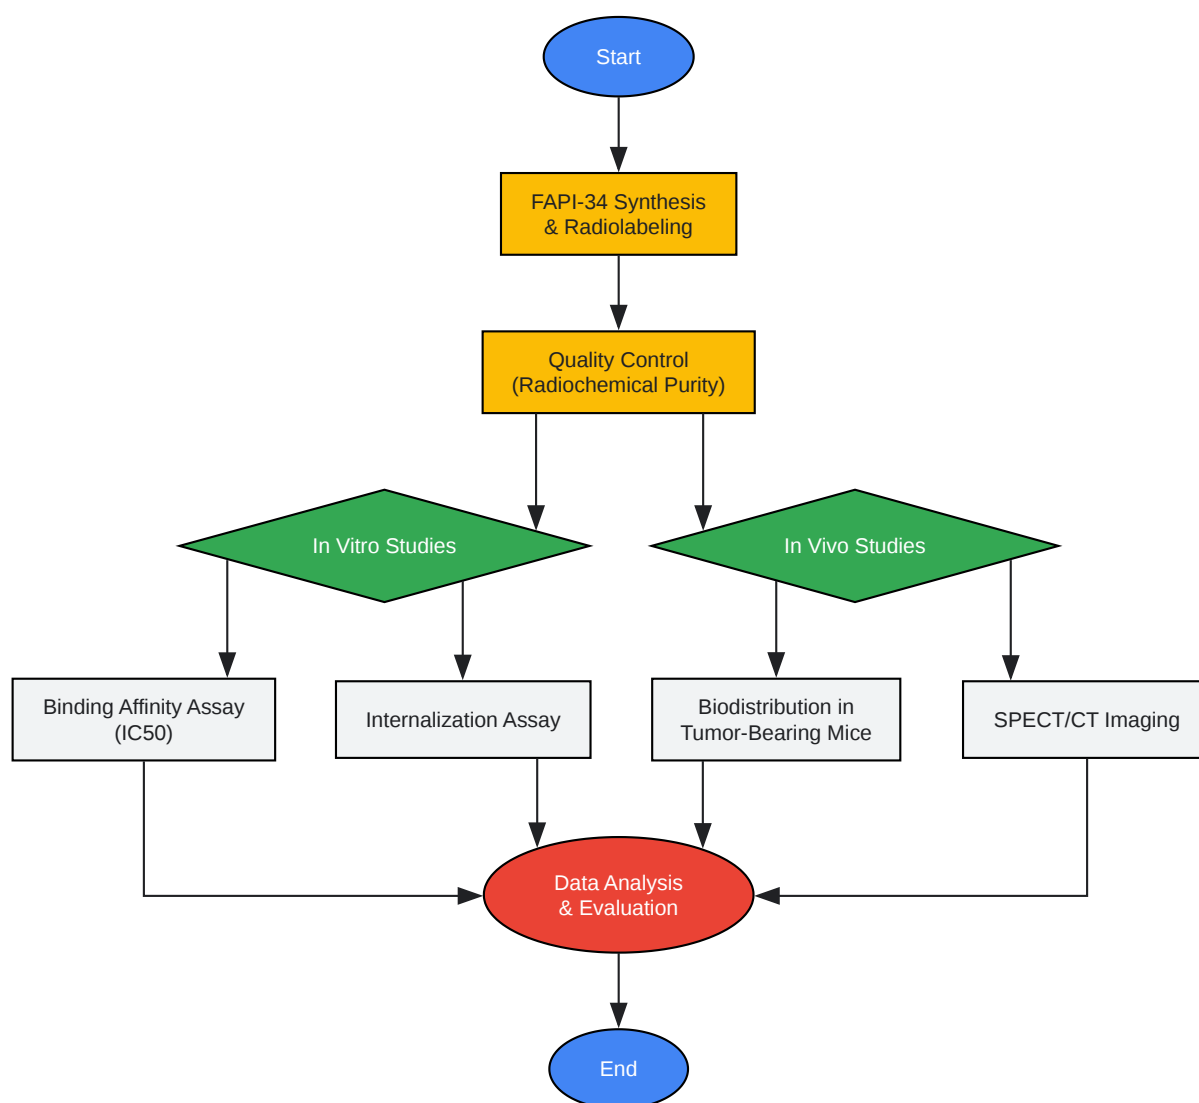 Start
FAPI-34 Synthesis
& Radiolabeling
Quality Control
(Radiochemical Purity)
In Vitro Studies
In Vivo Studies
Binding Affinity Assay
(IC50)
Internalization Assay
Biodistribution in
Tumor-Bearing Mice
SPECT/CT Imaging
Data Analysis
& Evaluation
End